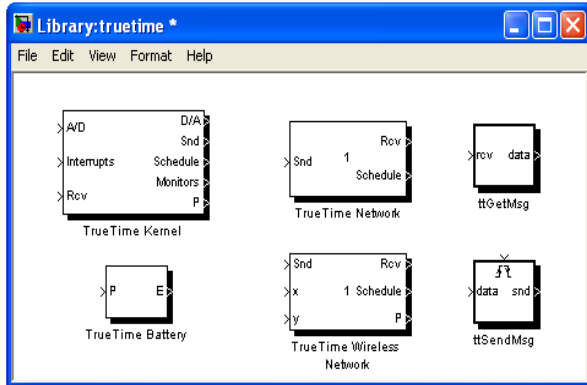 Library:truetime *
File Edit View Format Help
A/D
Interrupts
Rcv
D/A
Snd
Schedule
Monitors
P
TrueTime Kernel
Snd
1
Rcv
Schedule
TrueTime Network
rcv data
ttGetMsg
P E
TrueTime Battery
Snd
x
y
1
Rcv
Schedule
P
TrueTime Wireless
Network
data snd
ttSendMsg